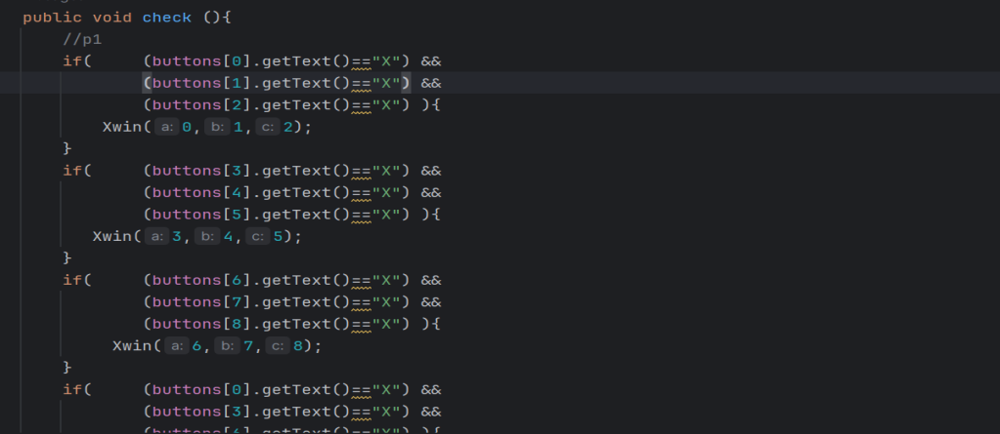 public void check (){
//p1
if( (buttons[0].getText()=="X") &&
(buttons[1].getText()=="X") &&
(buttons[2].getText()=="X") ){
Xwin( a: 0, b: 1, c: 2);
}
if( (buttons[3].getText()=="X") &&
(buttons[4].getText()=="X") &&
(buttons[5].getText()=="X") ){
Xwin( a: 3, b: 4, c: 5);
}
if( (buttons[6].getText()=="X") &&
(buttons[7].getText()=="X") &&
(buttons[8].getText()=="X") ){
Xwin( a: 6, b: 7, c: 8);
}
if( (buttons[0].getText()=="X") &&
(buttons[3].getText()=="X") &&
(buttons[6].getText()=="X") ){